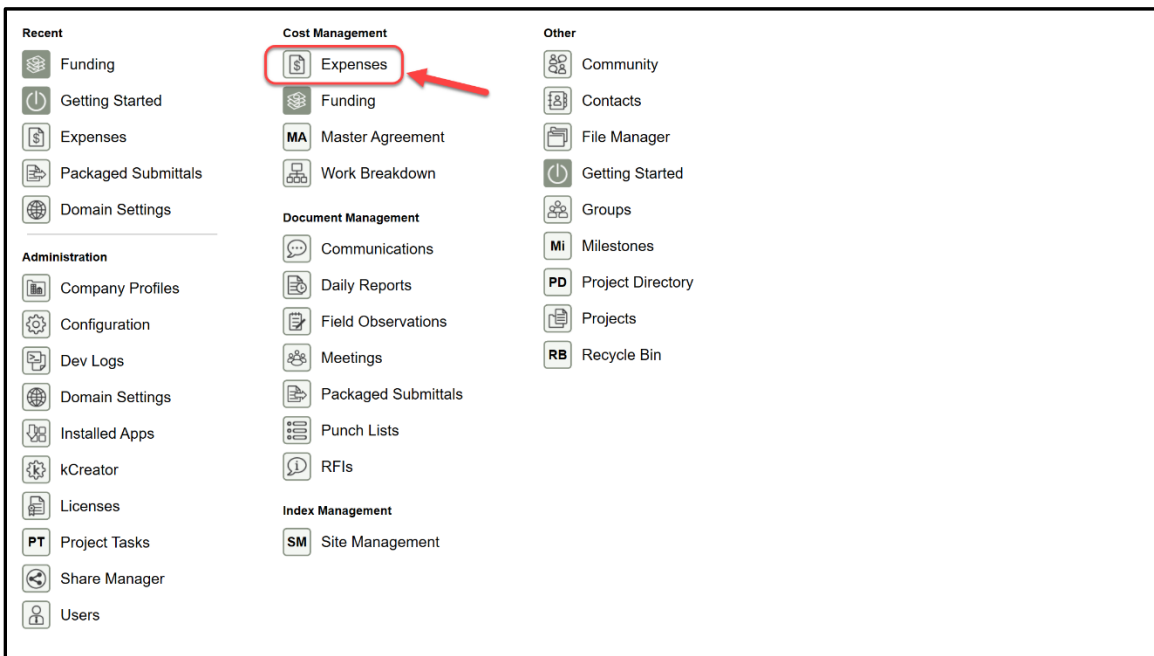 Recent
Funding
Getting Started
Expenses
Packaged Submittals
Domain Settings
Administration
Company Profiles
Configuration
Dev Logs
Domain Settings
Installed Apps
kCreator
Licenses
PT Project Tasks
Share Manager
Users
Cost Management
Expenses
Funding
MA Master Agreement
Work Breakdown
Document Management
Communications
Daily Reports
Field Observations
Meetings
Packaged Submittals
Punch Lists
RFIs
Index Management
SM Site Management
Other
Community
Contacts
File Manager
Getting Started
Groups
Mi Milestones
PD Project Directory
Projects
RB Recycle Bin